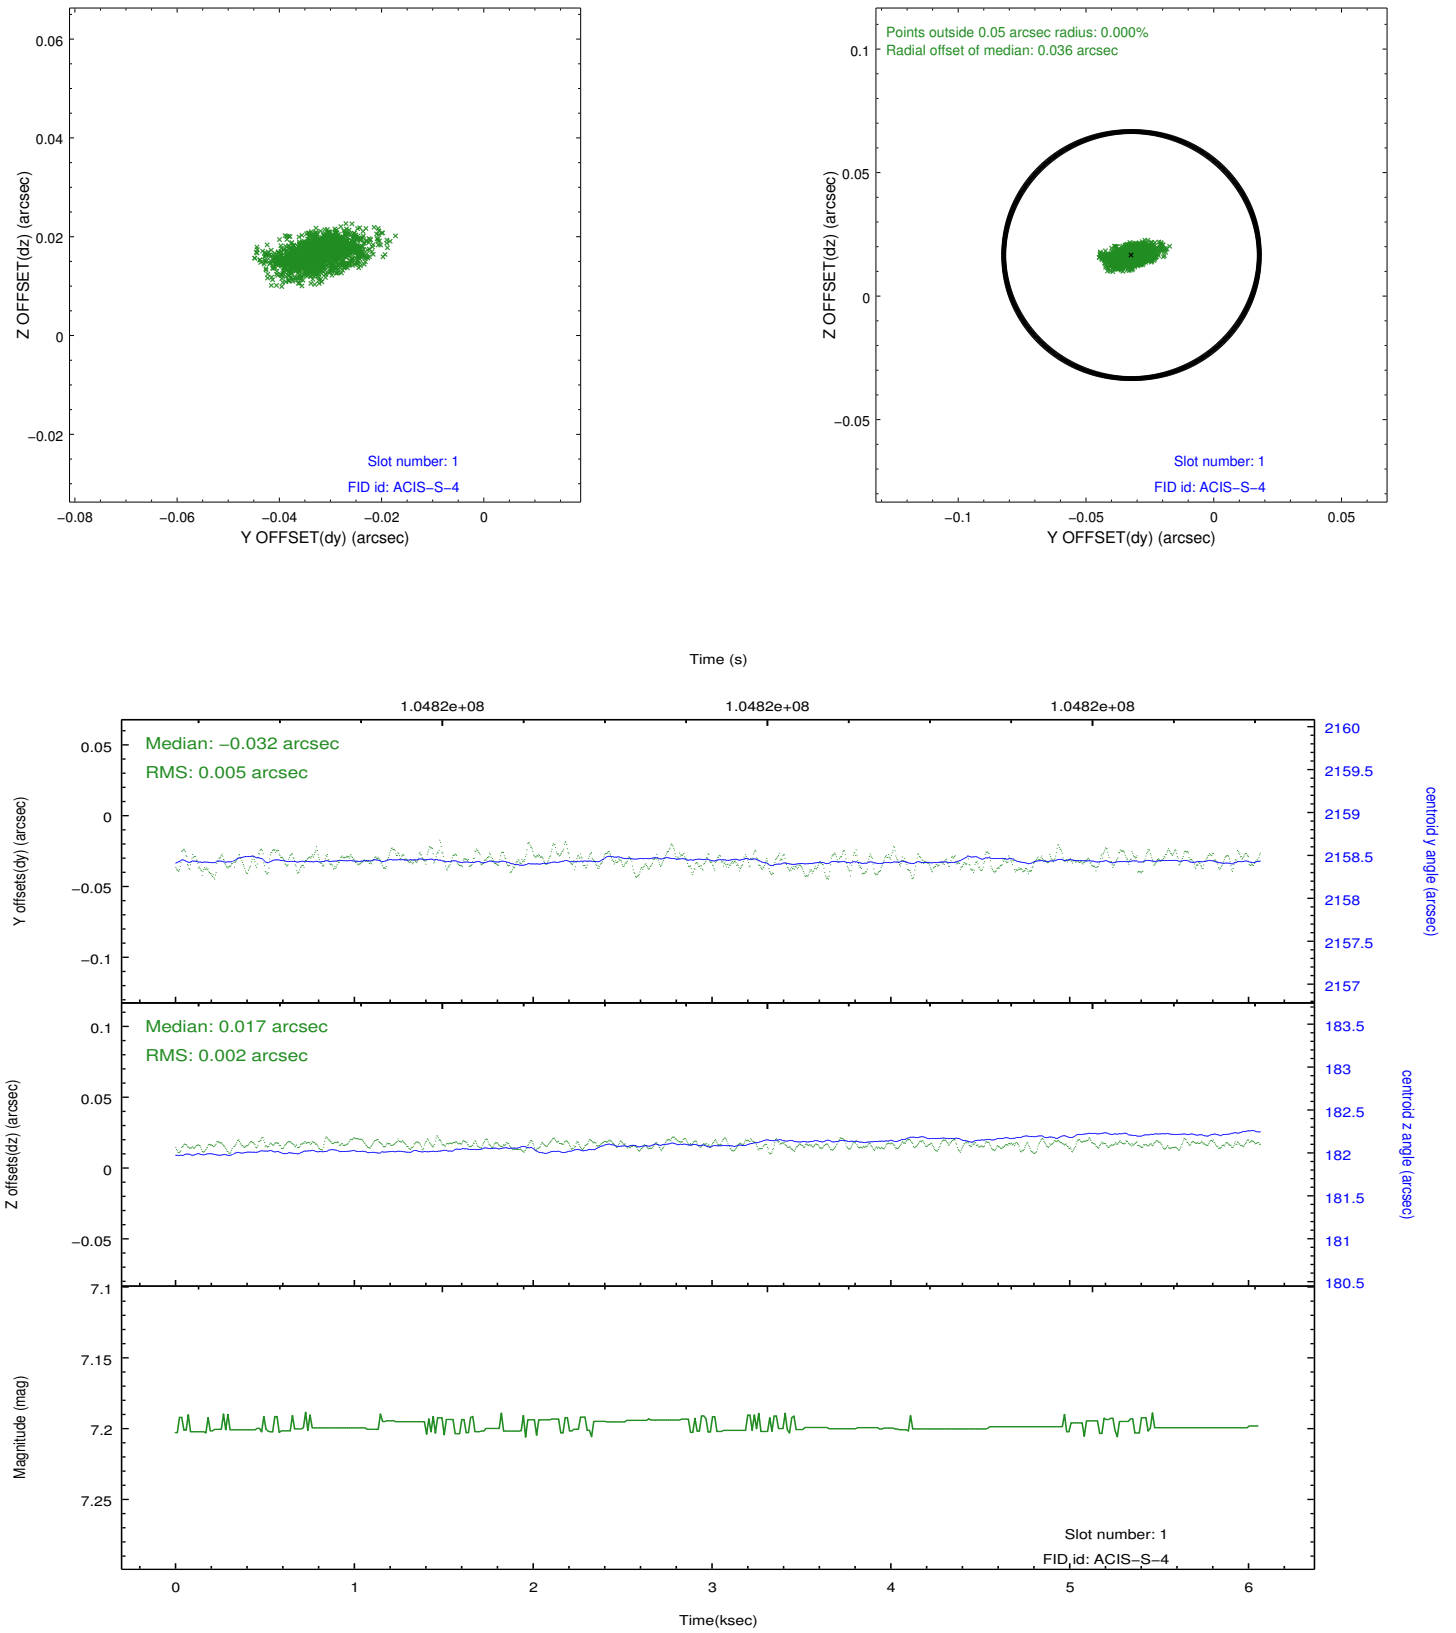 0.06
0.04
0.02
0
−0.02
−0.08
−0.06
−0.04
−0.02
0
Z OFFSET(dz) (arcsec)
Y OFFSET(dy) (arcsec)
Slot number: 1
FID id: ACIS−S−4
Points outside 0.05 arcsec radius: 0.000%
Radial offset of median: 0.036 arcsec
0.1
0.05
0
−0.05
−0.1
−0.05
0
0.05
Z OFFSET(dz) (arcsec)
Y OFFSET(dy) (arcsec)
Slot number: 1
FID id: ACIS−S−4
Time (s)
1.0482e+08
1.0482e+08
1.0482e+08
Median: −0.032 arcsec
RMS: 0.005 arcsec
0.05
0
−0.05
−0.1
Y offsets(dy) (arcsec)
2160
2159.5
2159
2158.5
2158
2157.5
2157
centroid y angle (arcsec)
Median: 0.017 arcsec
RMS: 0.002 arcsec
0.1
0.05
0
−0.05
Z offsets(dz) (arcsec)
183.5
183
182.5
182
181.5
181
180.5
centroid z angle (arcsec)
7.1
7.15
7.2
7.25
Magnitude (mag)
Slot number: 1
FID id: ACIS−S−4
0
1
2
3
4
5
6
Time(ksec)